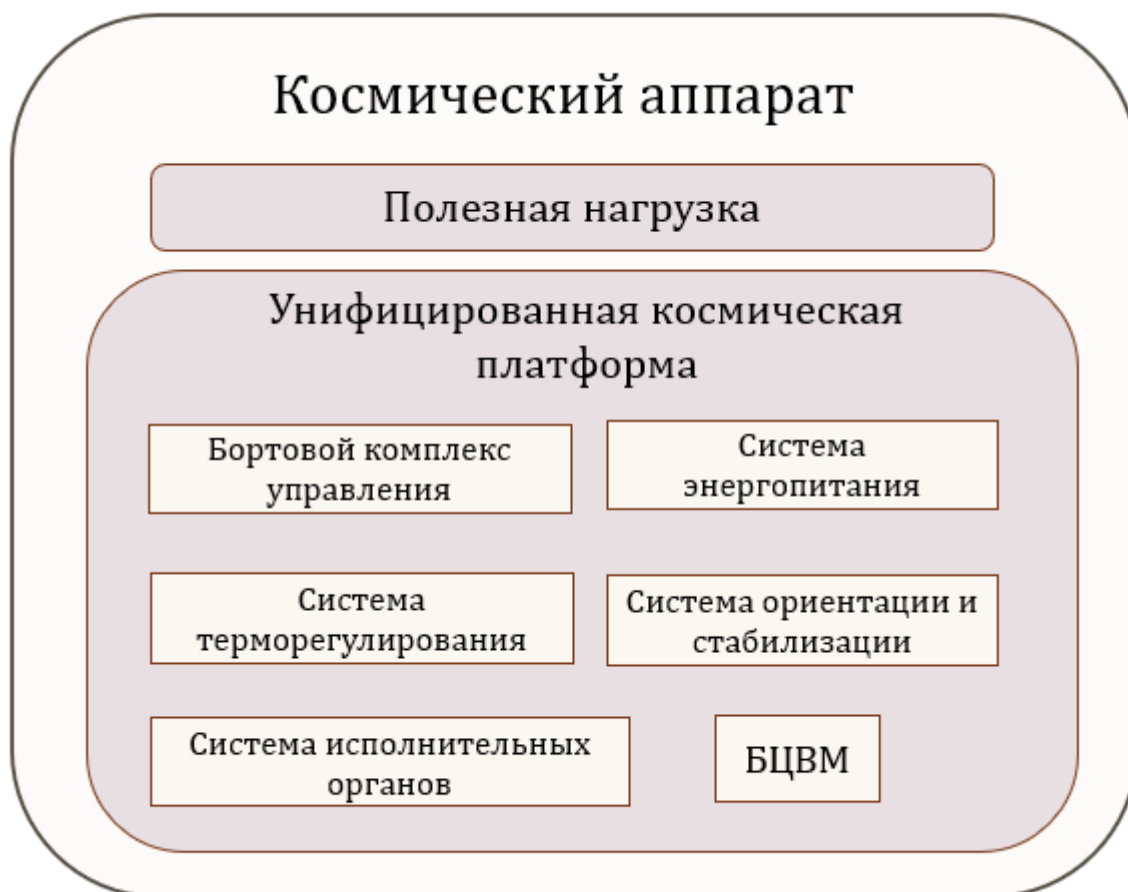 Космический аппарат
Полезная нагрузка
Унифицированная космическая
платформа
Бортовой комплекс
управления
Система
энергопитания
Система
терморегулирования
Система ориентации и
стабилизации
Система исполнительных
органов
БЦВМ